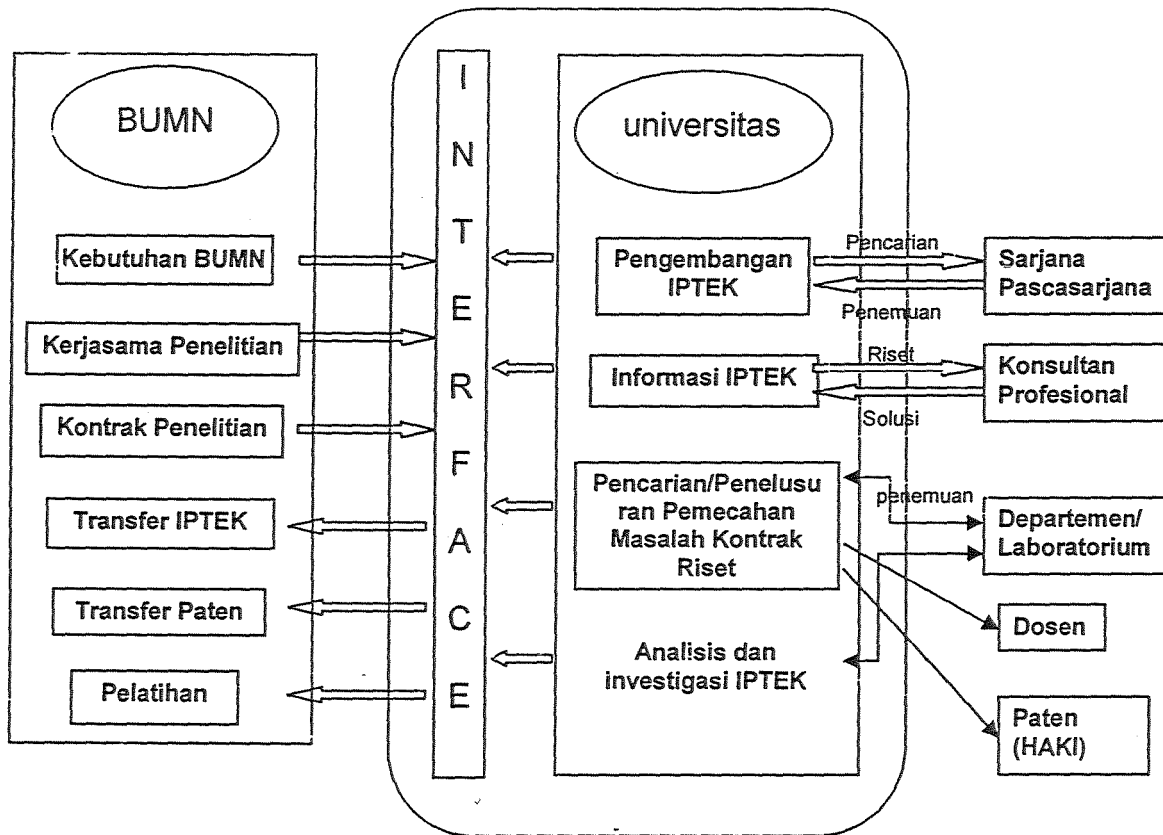 BUMN
Kebutuhan BUMN
Kerjasama Penelitian
Kontrak Penelitian
Transfer IPTEK
Transfer Paten
Pelatihan
I
N
T
E
R
F
A
C
E
universitas
Pengembangan
IPTEK
Informasi IPTEK
Pencarian/Penelusu
ran Pemecahan
Masalah Kontrak
Riset
Analisis dan
investigasi IPTEK
Pencarian
Penemuan
Riset
Solusi
penemuan
Sarjana
Pascasarjana
Konsultan
Profesional
Departemen/
Laboratorium
Dosen
Paten
(HAKI)